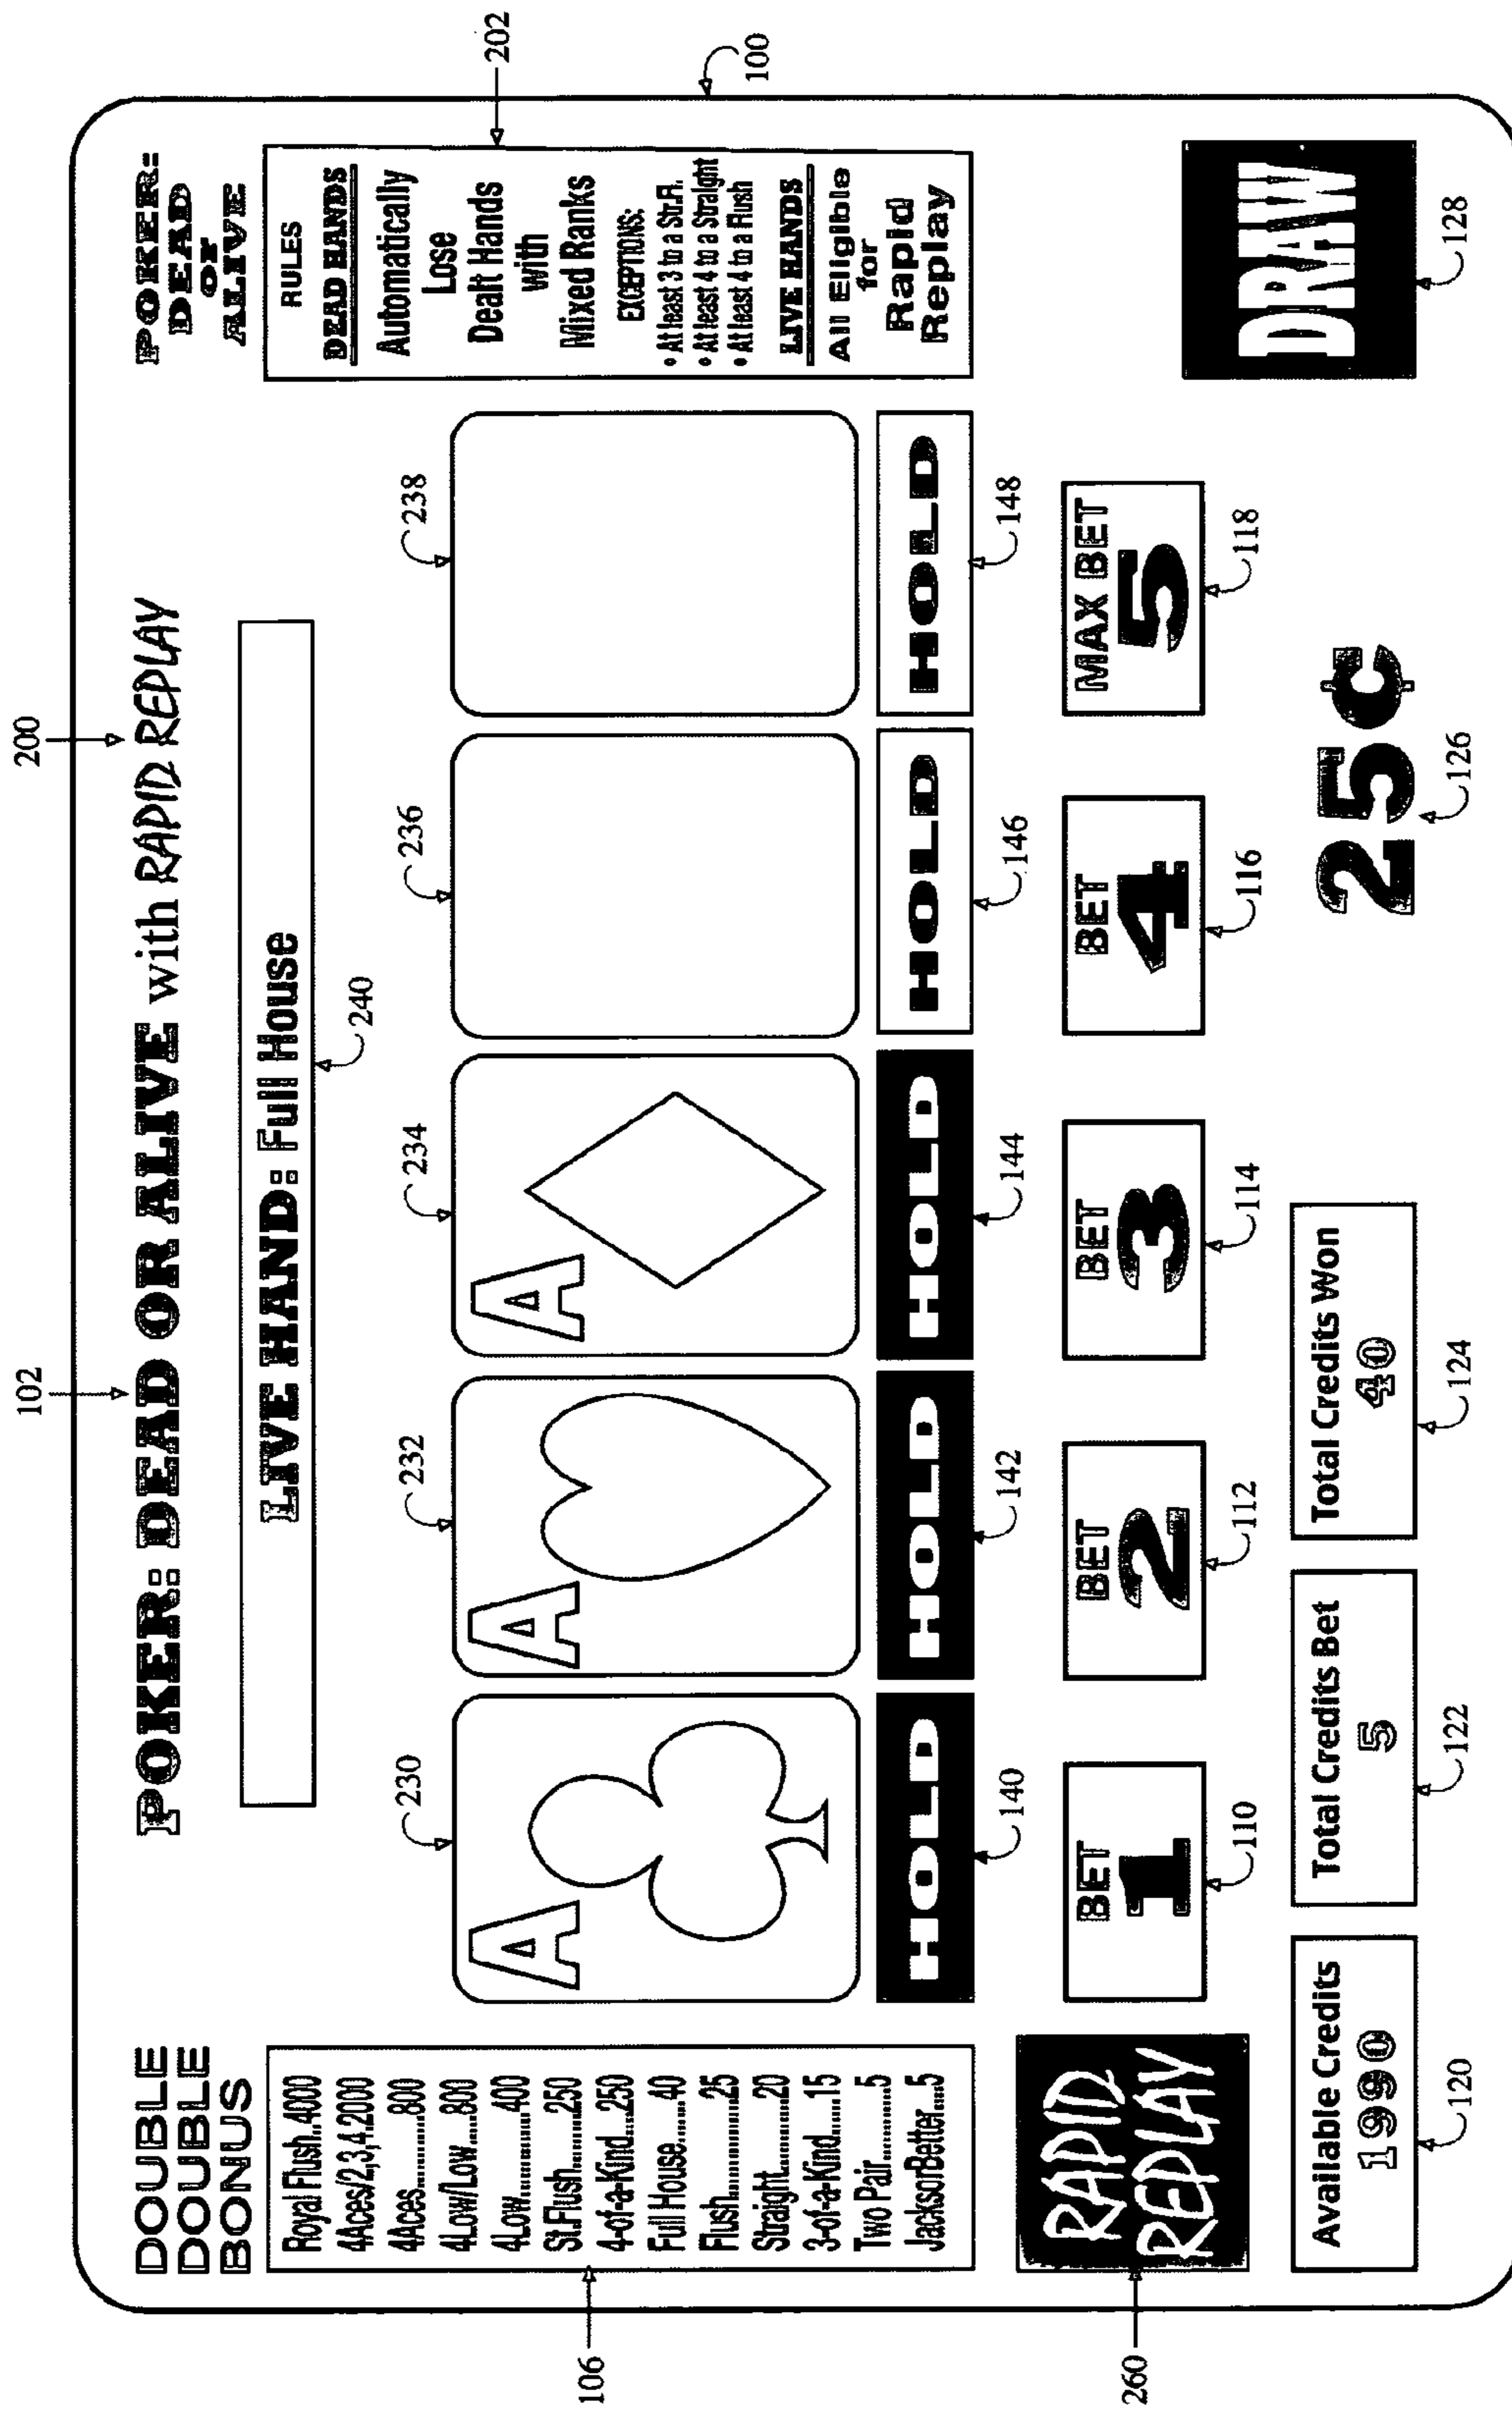 102
200
POKER: DEAD OR ALIVE with RAPID REPLAY
DOUBLE
DOUBLE
BONUS
LIVE HAND: Full House
240
POKER:
DEAD
or
ALIVE
106
Royal Flush..4000
4Aces/2,3,4.2000
4Aces...........800
4Low/Low....800
4Low............400
St.Flush........250
4-of-a-Kind...250
Full House.....40
Flush.............25
Straight.........20
3-of-a-Kind....15
Two Pair.........5
JacksorBetter...5
230
232
234
236
238
A
A
A
HOLD
HOLD
HOLD
HOLD
HOLD
140
142
144
146
148
RULES
DEAD HANDS
Automatically
Lose
Dealt Hands
with
Mixed Ranks
EXCEPTIONS:
• At least 3 to a Str.Fl.
• At least 4 to a Straight
• At least 4 to a Flush
LIVE HANDS
All Eligible
for
Rapid
Replay
202
100
260
RAPID
REPLAY
BET
1
110
BET
2
112
BET
3
114
BET
4
116
MAX BET
5
118
Available Credits
1990
120
Total Credits Bet
5
122
Total Credits Won
40
124
25¢
126
DRAW
128